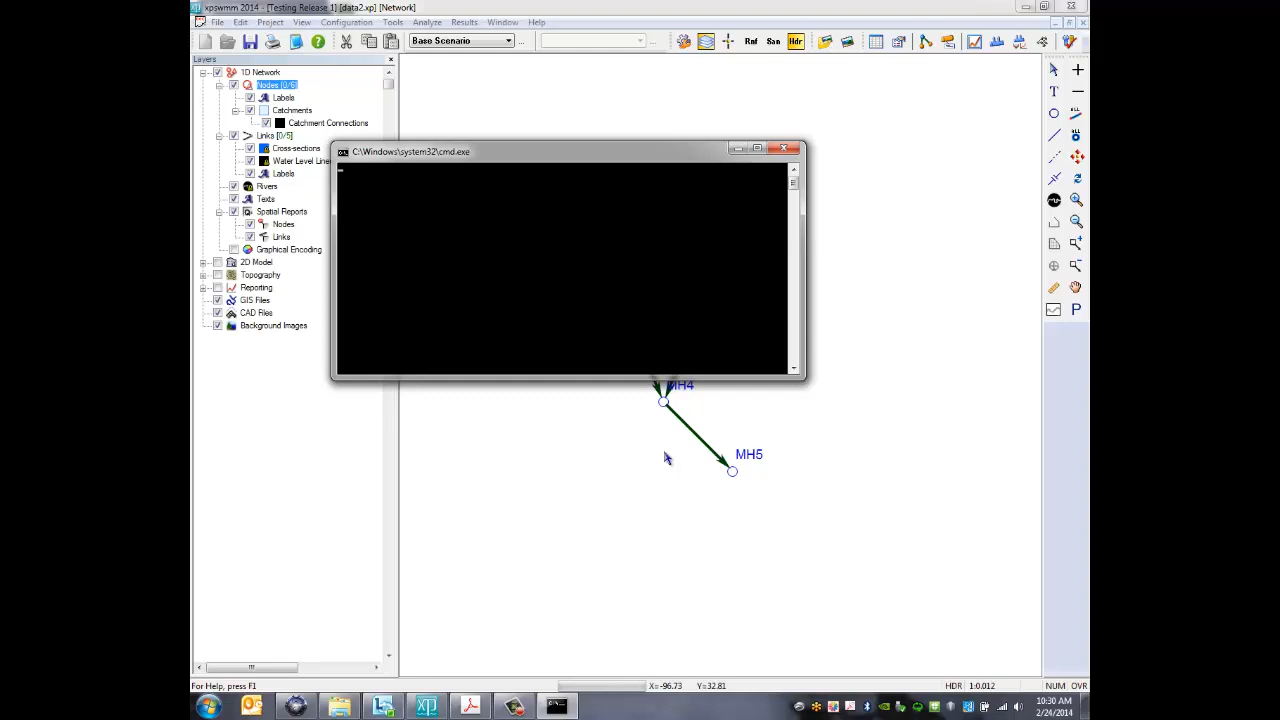 xpswmm 2014 - [Testing Release 1] [data2.xp] [Network]
File Edit Project View Configuration Tools Analyze Results Window Help
Base Scenario
...
...
Rnf San Hdr
Layers
1D Network
Nodes [0/6]
Labels
Catchments
Catchment Connections
Links [0/5]
Cross-sections
Water Level Line
Labels
Rivers
Texts
Spatial Reports
Nodes
Links
Graphical Encoding
2D Model
Topography
Reporting
GIS Files
CAD Files
Background Images
C:\Windows\system32\cmd.exe
MH4
MH5
T
ALL
ALL
P
For Help, press F1
X=-96.73 Y=32.81
HDR 1:0.012 NUM OVR
10:30 AM
2/24/2014